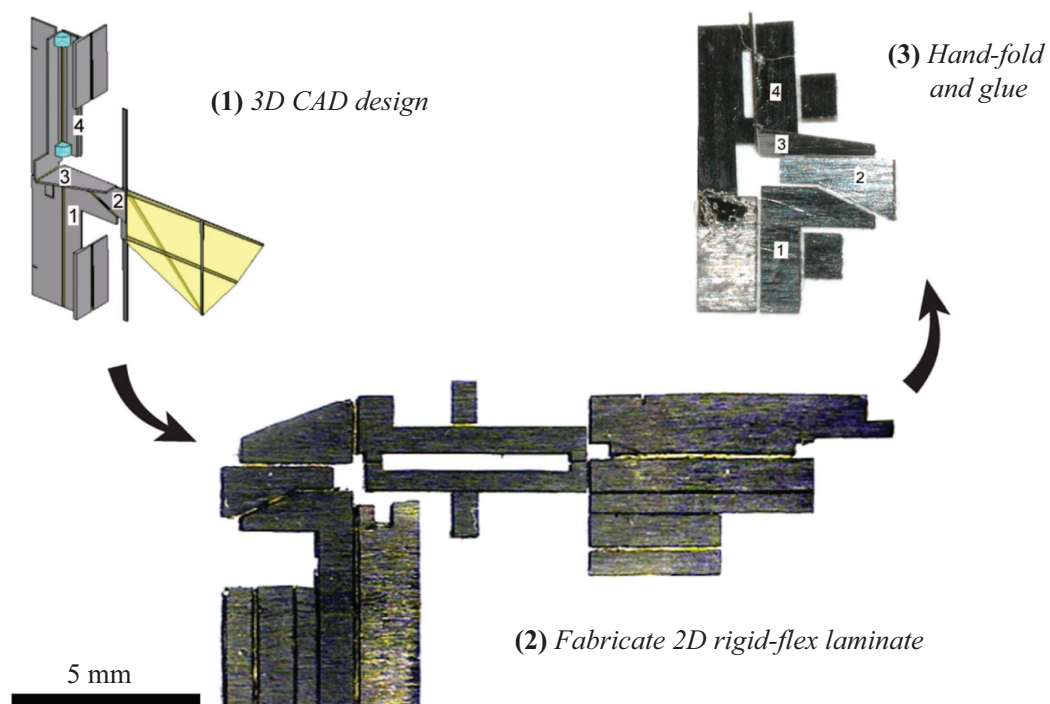 (1) 3D CAD design
4
3
2
1
(3) Hand-fold
and glue
4
3
2
1
(2) Fabricate 2D rigid-flex laminate
5 mm